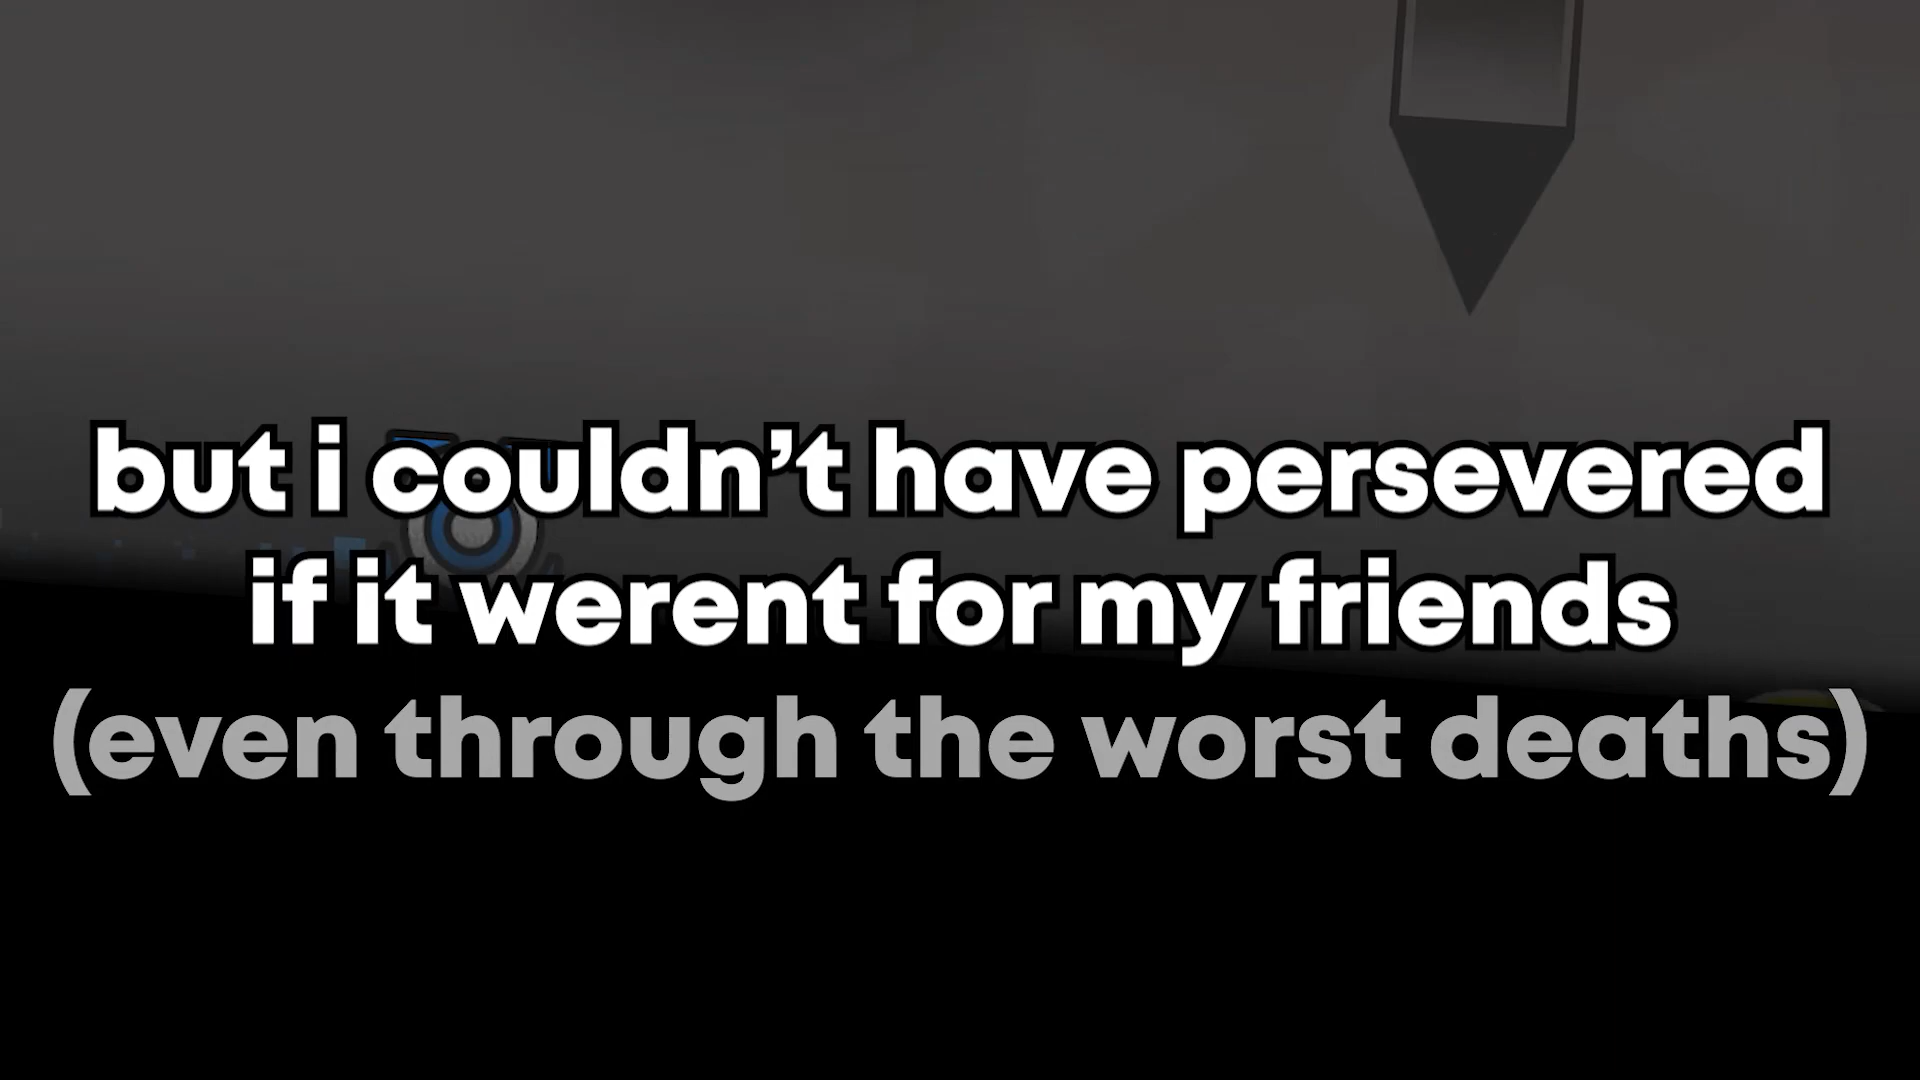 but i couldn’t have persevered
if it werent for my friends
(even through the worst deaths)